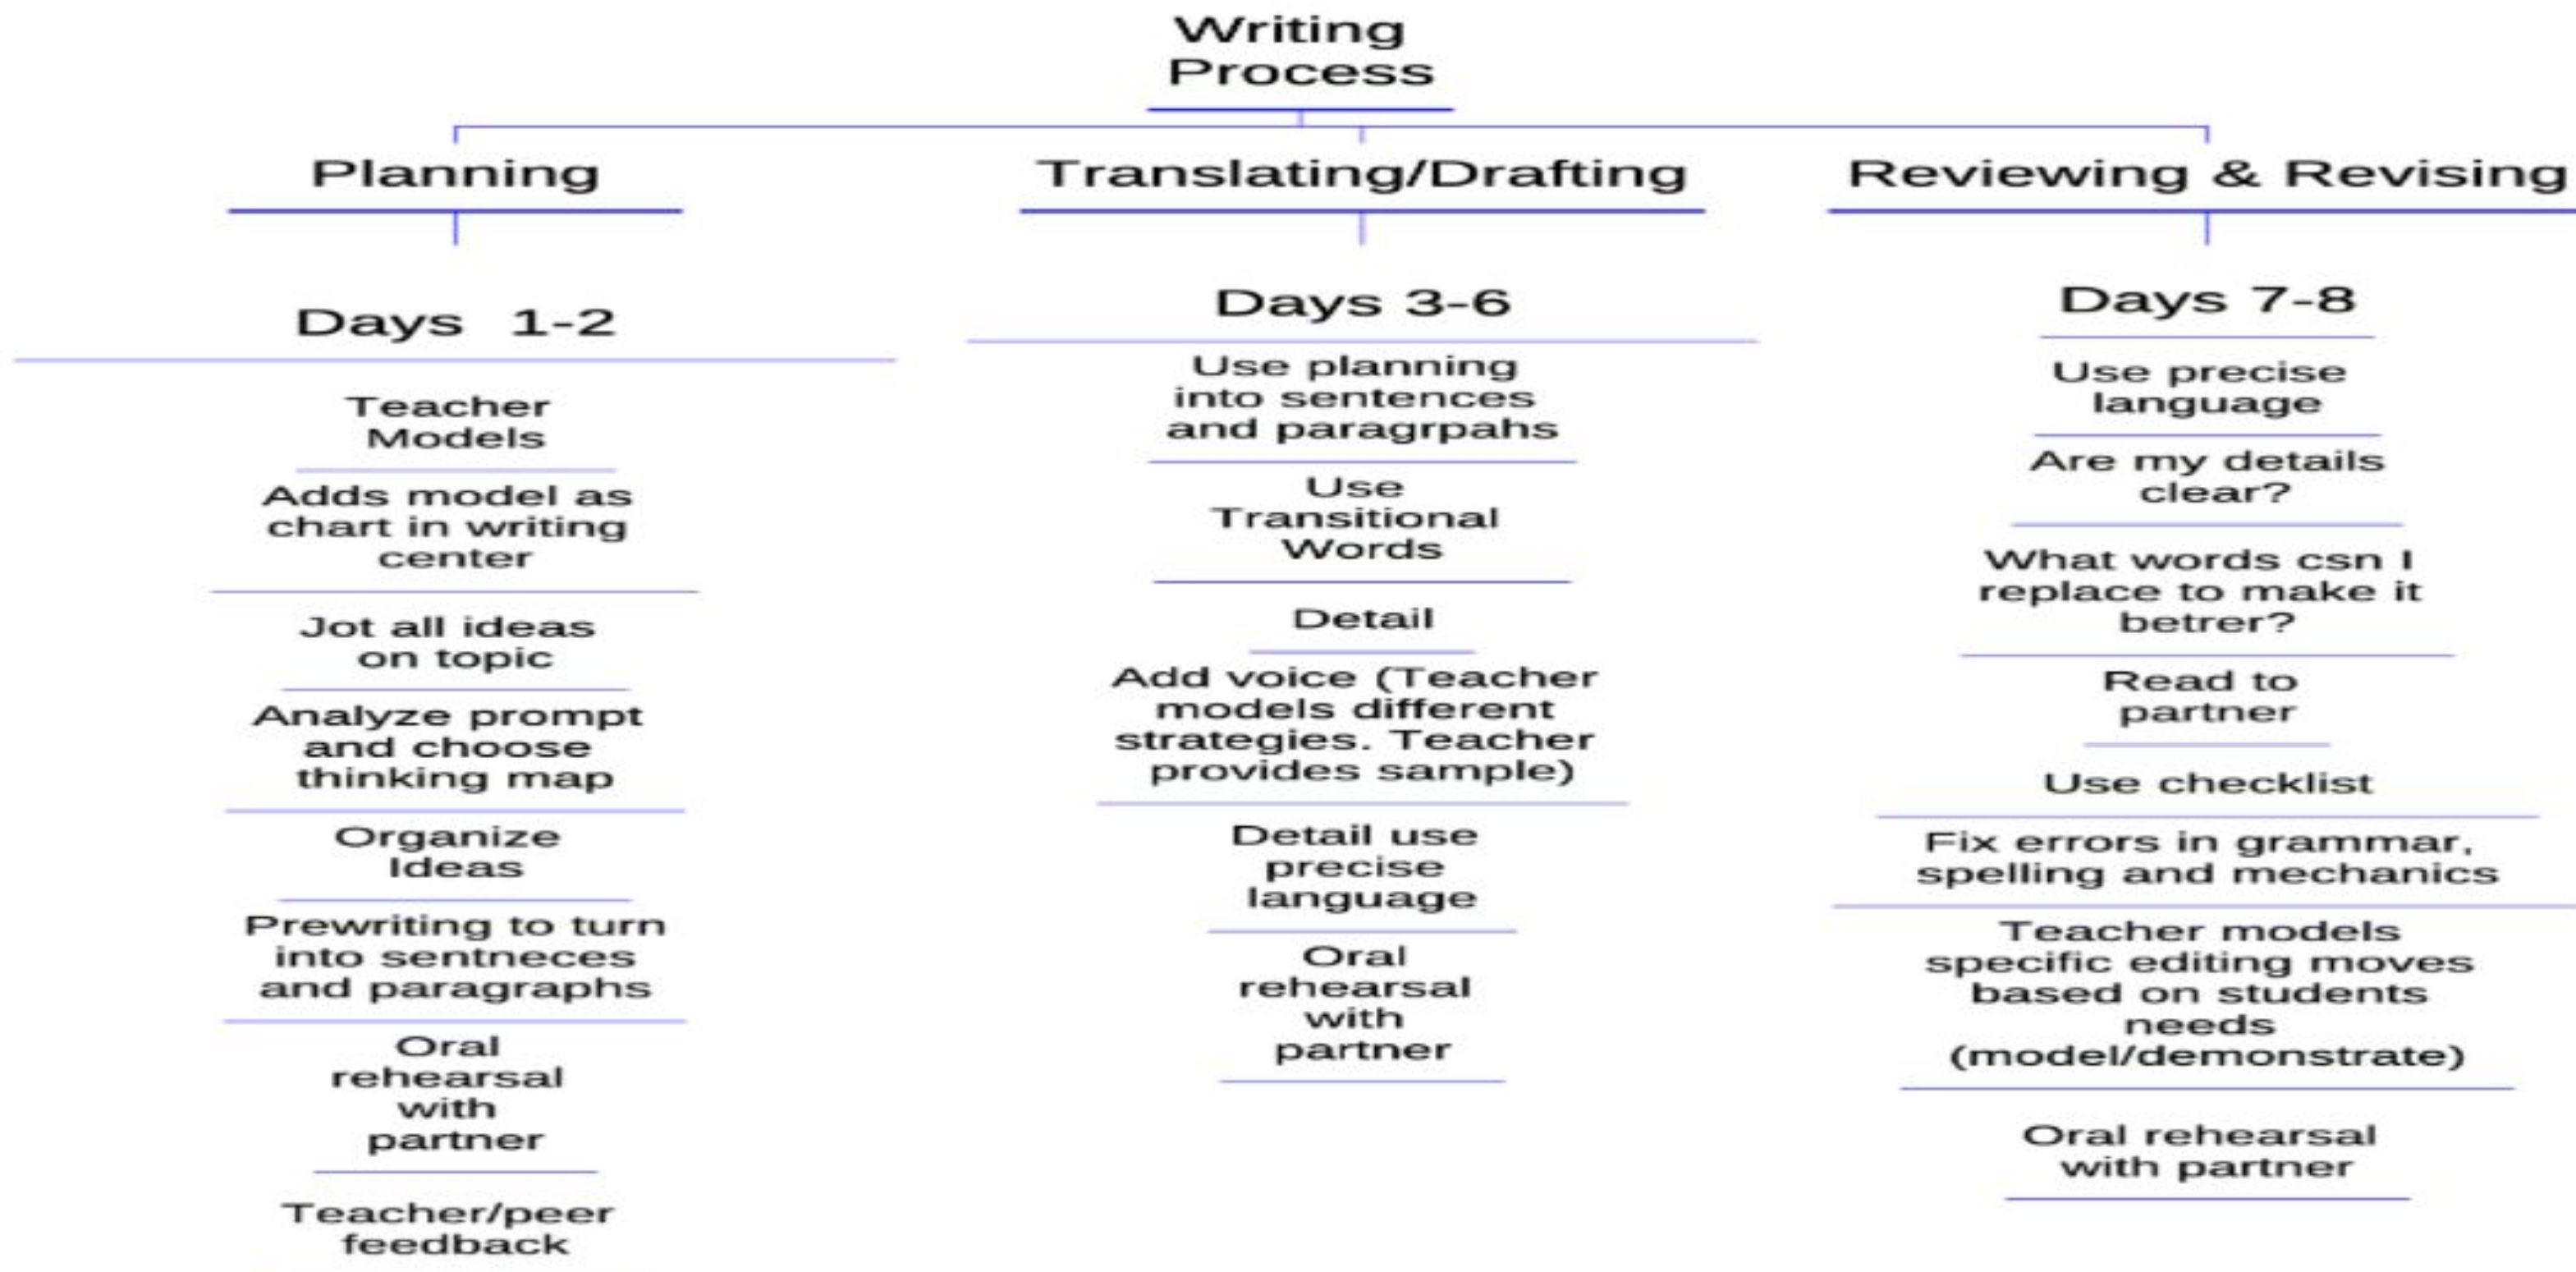 Writing
Process
Planning
Days 1-2
Teacher
Models
Adds model as
chart in writing
center
Jot all ideas
on topic
Analyze prompt
and choose
thinking map
Organize
Ideas
Prewriting to turn
into sentneces
and paragraphs
Oral
rehearsal
with
partner
Teacher/peer
feedback
Translating/Drafting
Days 3-6
Use planning
into sentences
and paragrpahs
Use
Transitional
Words
Detail
Add voice (Teacher
models different
strategies. Teacher
provides sample)
Detail use
precise
language
Oral
rehearsal
with
partner
Reviewing & Revising
Days 7-8
Use precise
language
Are my details
clear?
What words csn I
replace to make it
betrer?
Read to
partner
Use checklist
Fix errors in grammar,
spelling and mechanics
Teacher models
specific editing moves
based on students
needs
(model/demonstrate)
Oral rehearsal
with partner